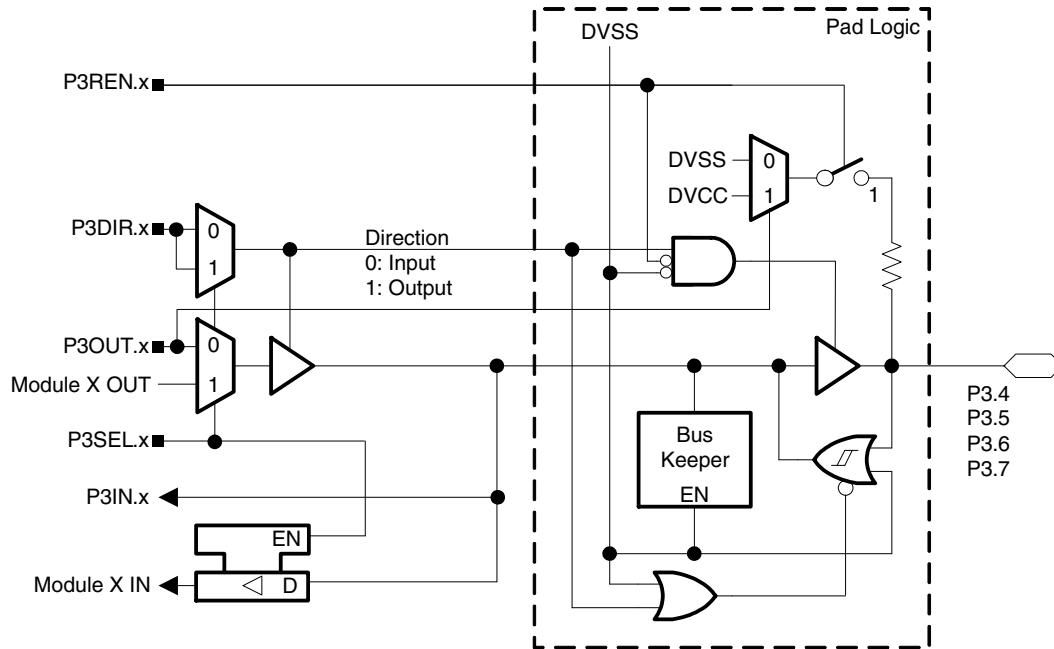 DVSS
Pad Logic
P3REN.x
DVSS
0
DVCC
1
1
P3DIR.x
0
1
Direction
0: Input
1: Output
P3OUT.x
0
Module X OUT
1
P3.4
P3.5
P3.6
P3.7
P3SEL.x
Bus
Keeper
EN
P3IN.x
EN
Module X IN
D